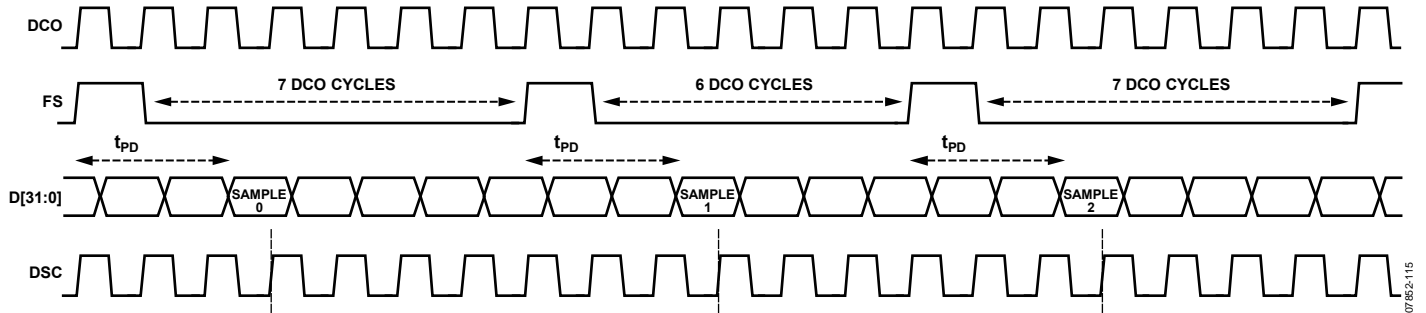 DCO
7 DCO CYCLES
6 DCO CYCLES
7 DCO CYCLES
FS
tPD
tPD
tPD
D[31:0]
SAMPLE
0
SAMPLE
1
SAMPLE
2
DSC
07852-115